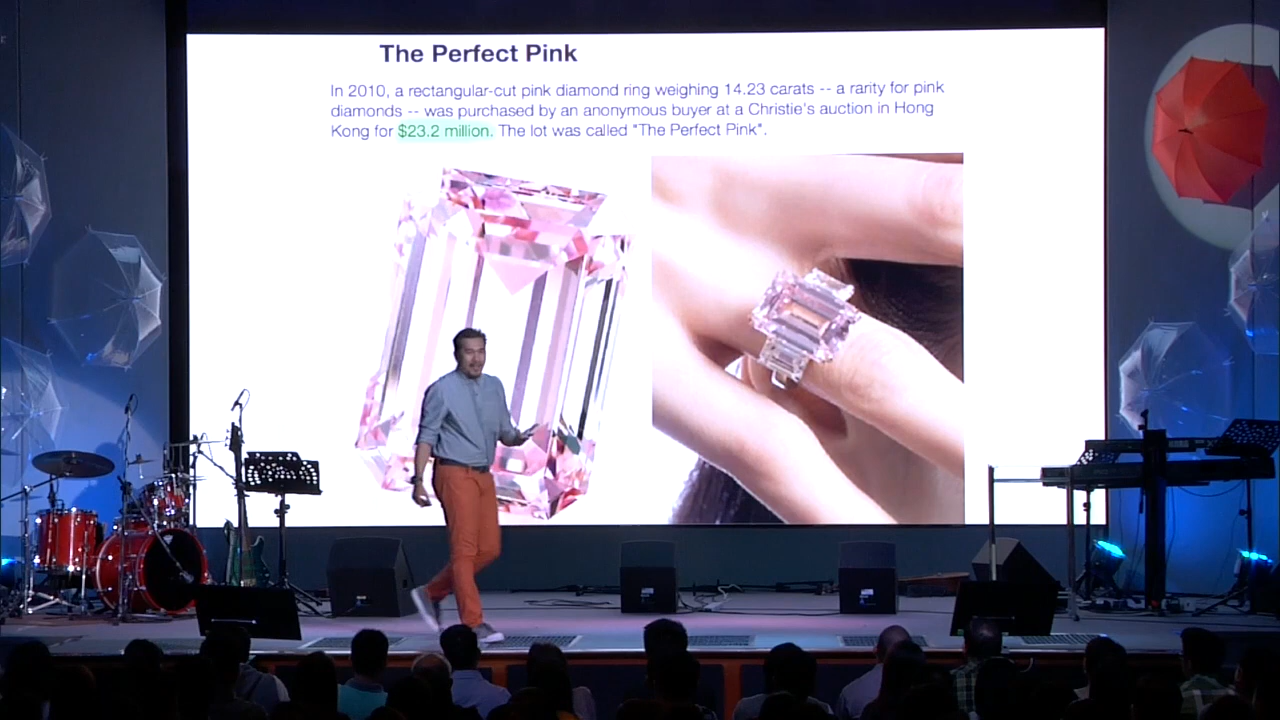 The Perfect Pink
In 2010, a rectangular-cut pink diamond ring weighing 14.23 carats -- a rarity for pink
diamonds -- was purchased by an anonymous buyer at a Christie's auction in Hong
Kong for $23.2 million. The lot was called "The Perfect Pink".
KORG